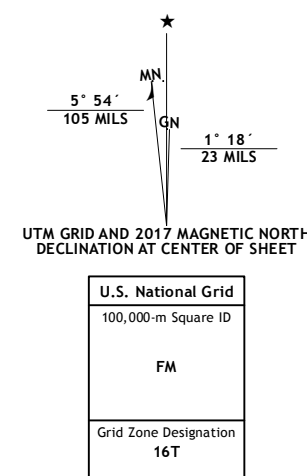 MN
5° 54´
105 MILS
GN
1° 18´
23 MILS
UTM GRID AND 2017 MAGNETIC NORTH
DECLINATION AT CENTER OF SHEET
U.S. National Grid
100,000-m Square ID
FM
Grid Zone Designation
16T